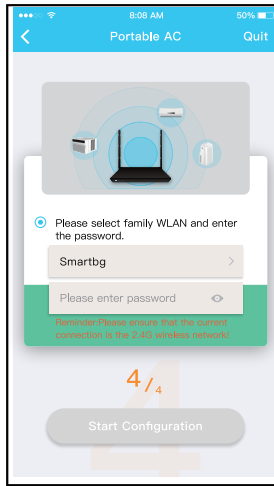 8:08 AM 50%
Portable AC Quit
Please select family WLAN and enter
the password.
Smartbg
Please enter password
Reminder:Please ensure that the current
connection is the 2.4G wireless network!
4/4
4
Start Configuration